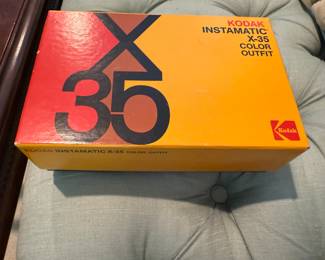 X
35
KODAK
INSTAMATIC
X-35
COLOR
OUTFIT
Kodak
KODAK INSTAMATIC X-35 COLOR OUTFIT